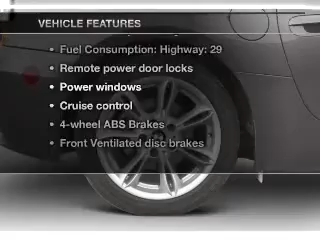 VEHICLE FEATURES
• Fuel Consumption: Highway: 29
• Remote power door locks
• Power windows
• Cruise control
• 4-wheel ABS Brakes
• Front Ventilated disc brakes